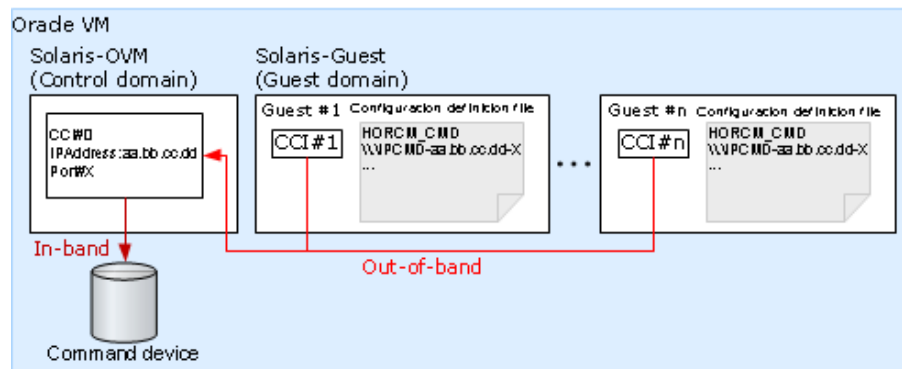 Oracle VM
Solaris-OVM
(Control domain)
CCI#0
IPAddress:aa.bb.cc.dd
Port#X
Solaris-Guest
(Guest domain)
Guest #1 Configuracion definicion file
CCI#1
HORCM_CMD
\\.\IPCMD-aa.bb.cc.dd-X
...
...
Guest #n Configuracion definicion file
CCI#n
HORCM_CMD
\\.\IPCMD-aa.bb.cc.dd-X
...
In-band
Out-of-band
Command device